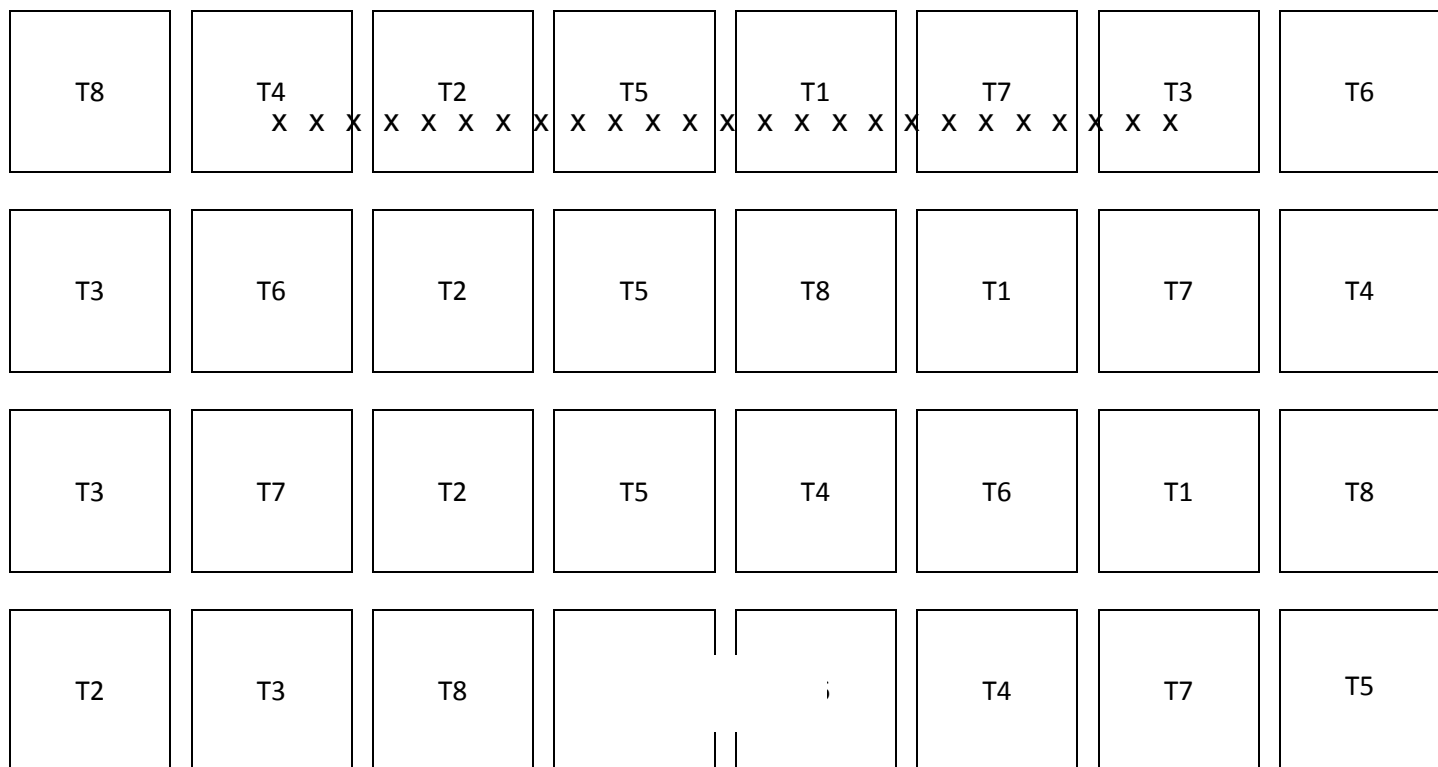 T8 T4 T2 T5 T1 T7 T3 T6
x x x x x x x x x x x x x x x x x x x x x x x x x
T3 T6 T2 T5 T8 T1 T7 T4
T3 T7 T2 T5 T4 T6 T1 T8
T2 T3 T8 T4 T7 T5